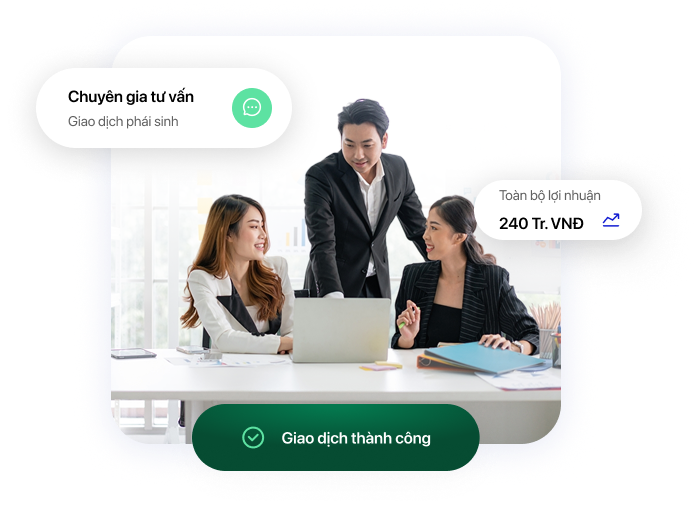 Chuyên gia tư vấn
Giao dịch phái sinh
Toàn bộ lợi nhuận
240 Tr. VNĐ
Giao dịch thành công